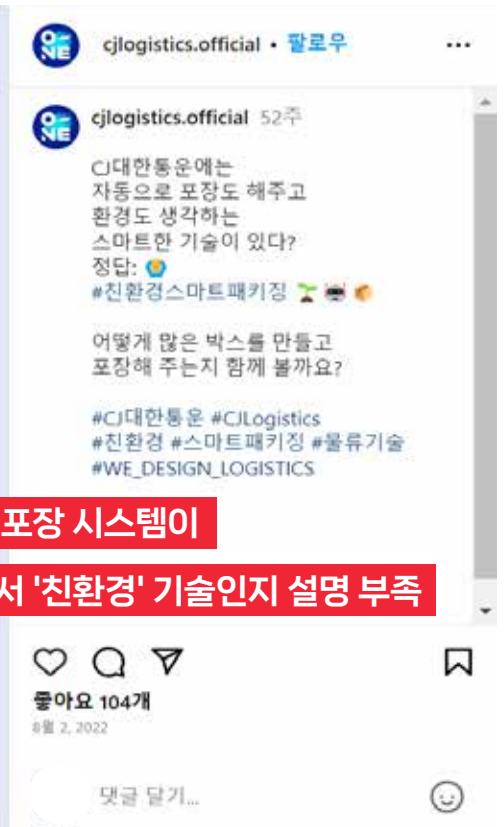 ONE
cjlogistics.official • 팔로우
ONE
cjlogistics.official 52주
CJ대한통운에는
자동으로 포장도 해주고
환경도 생각하는
스마트한 기술이 있다?
정답:
#친환경스마트패키징
어떻게 많은 박스를 만들고
포장해 주는지 함께 볼까요?
#CJ대한통운 #CJLogistics
#친환경 #스마트패키징 #물류기술
#WE_DESIGN_LOGISTICS
포장 시스템이
서 '친환경' 기술인지 설명 부족
좋아요 104개
8월 2, 2022
댓글 달기...